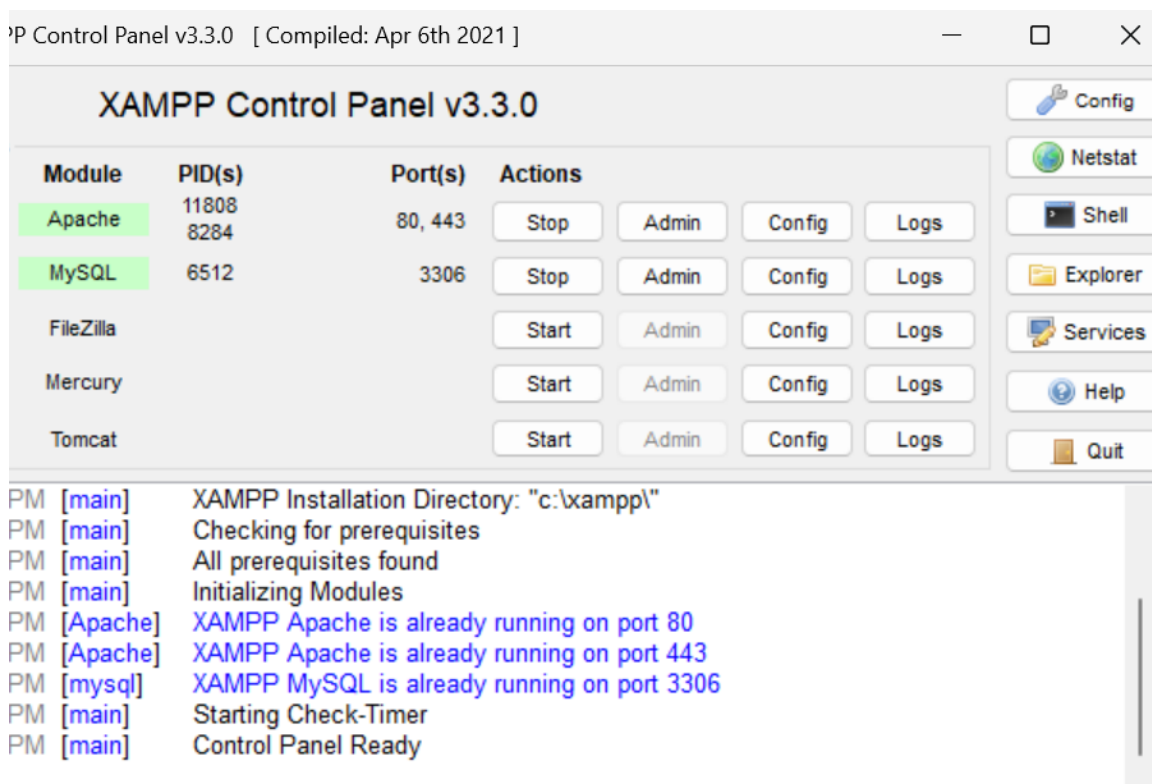 PP Control Panel v3.3.0 [ Compiled: Apr 6th 2021 ]
XAMPP Control Panel v3.3.0
Config
Netstat
Module PID(s) Port(s) Actions
Apache 11808 8284 80, 443 Stop Admin Config Logs
Shell
MySQL 6512 3306 Stop Admin Config Logs
Explorer
FileZilla Start Admin Config Logs
Services
Mercury Start Admin Config Logs
Help
Tomcat Start Admin Config Logs
Quit
PM [main] XAMPP Installation Directory: "c:\xampp\"
PM [main] Checking for prerequisites
PM [main] All prerequisites found
PM [main] Initializing Modules
PM [Apache] XAMPP Apache is already running on port 80
PM [Apache] XAMPP Apache is already running on port 443
PM [mysql] XAMPP MySQL is already running on port 3306
PM [main] Starting Check-Timer
PM [main] Control Panel Ready